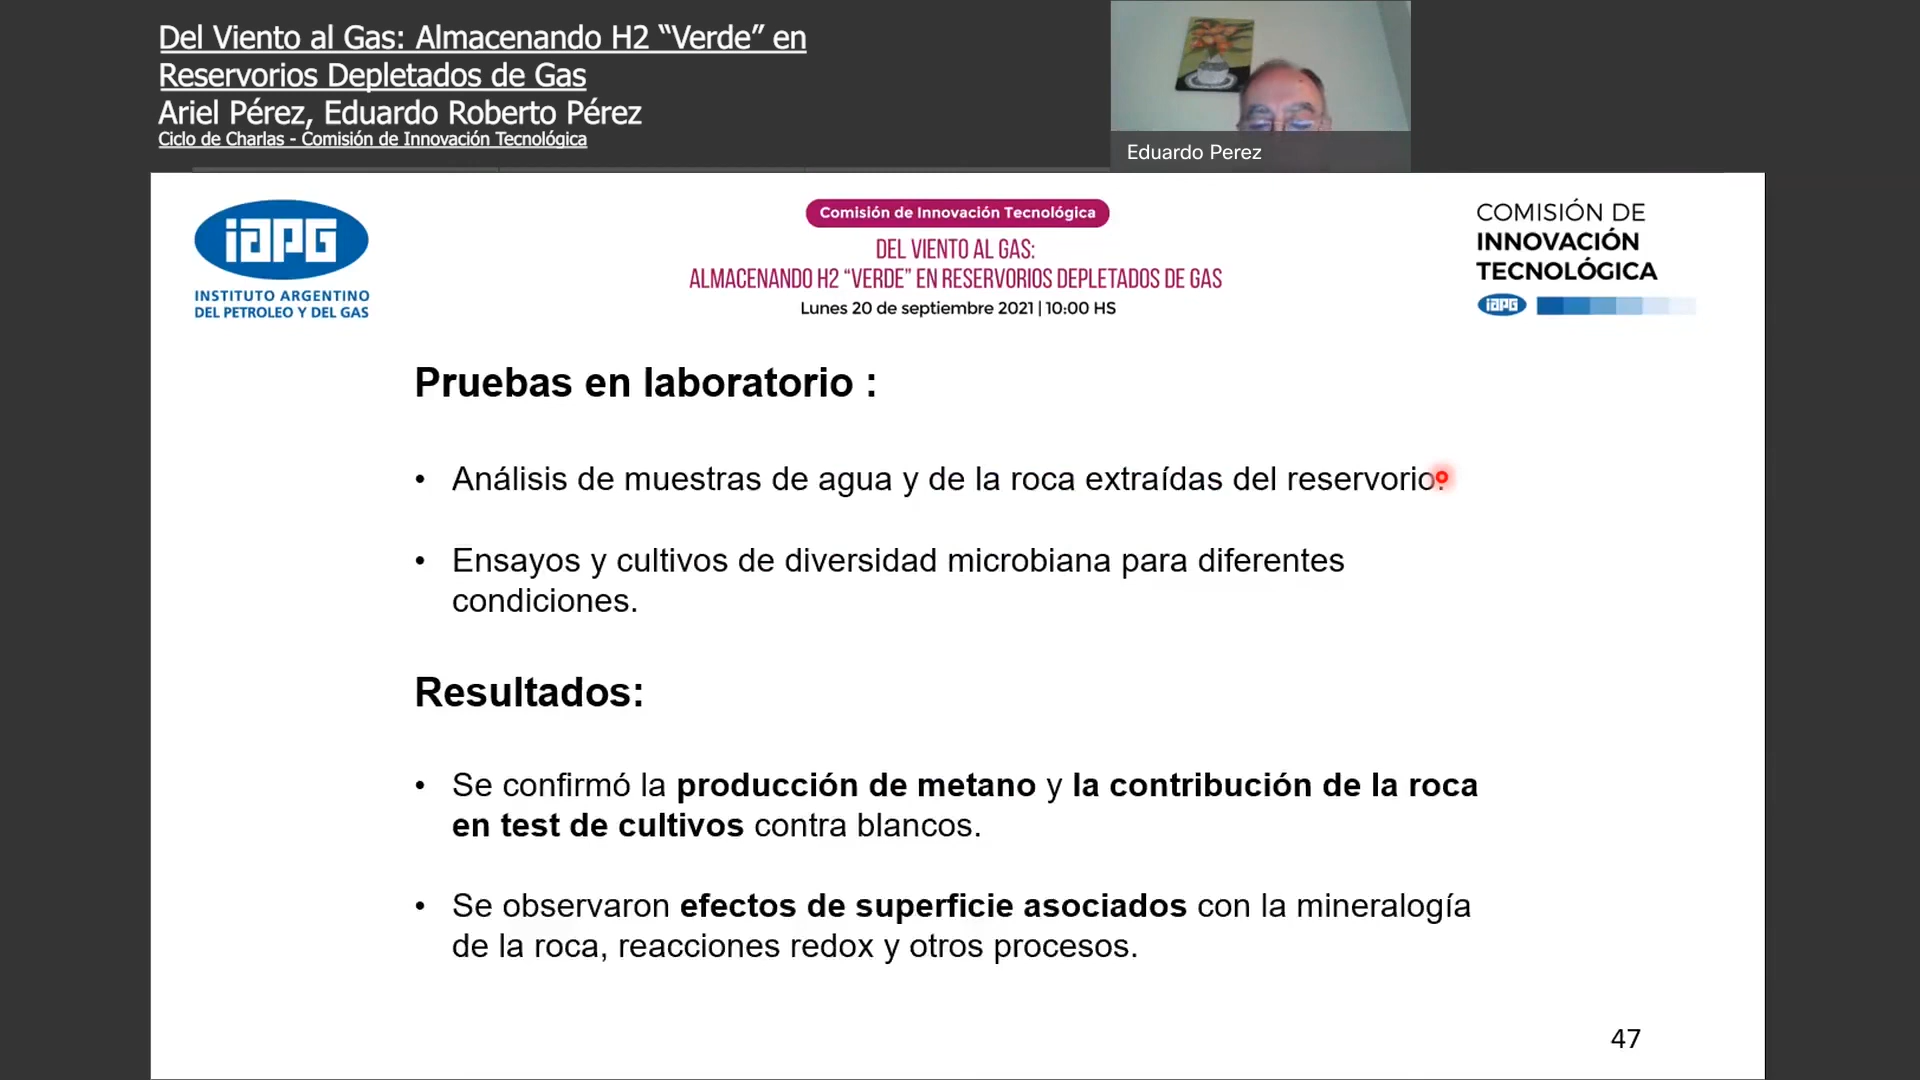 Del Viento al Gas: Almacenando H2 “Verde” en
Reservorios Depletados de Gas
Ariel Pérez, Eduardo Roberto Pérez
Ciclo de Charlas - Comisión de Innovación Tecnológica
Eduardo Perez
iapg
INSTITUTO ARGENTINO
DEL PETROLEO Y DEL GAS
Comisión de Innovación Tecnológica
DEL VIENTO AL GAS:
ALMACENANDO H2 “VERDE” EN RESERVORIOS DEPLETADOS DE GAS
Lunes 20 de septiembre 2021 | 10:00 HS
COMISIÓN DE
INNOVACIÓN
TECNOLÓGICA
iapg
Pruebas en laboratorio :
• Análisis de muestras de agua y de la roca extraídas del reservorio.
• Ensayos y cultivos de diversidad microbiana para diferentes
condiciones.
Resultados:
• Se confirmó la producción de metano y la contribución de la roca
en test de cultivos contra blancos.
• Se observaron efectos de superficie asociados con la mineralogía
de la roca, reacciones redox y otros procesos.
47